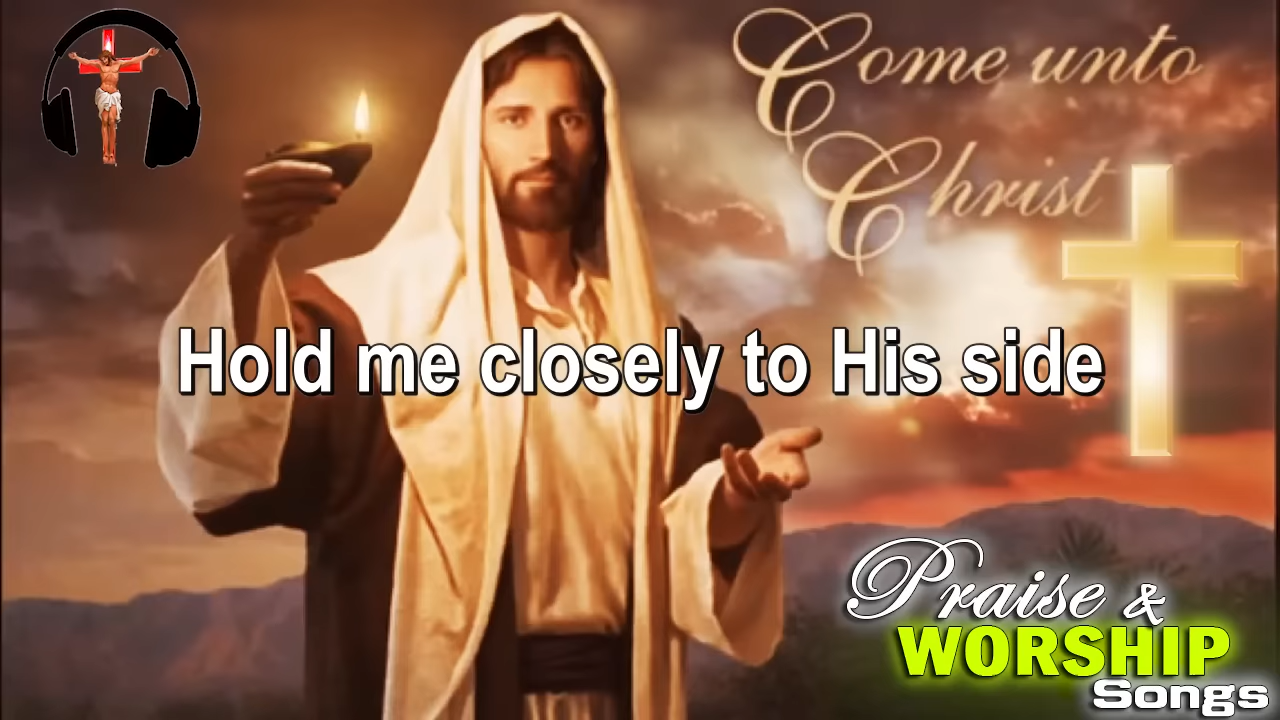 Come unto
Christ
Hold me closely to His side
Praise &
WORSHIP
Songs